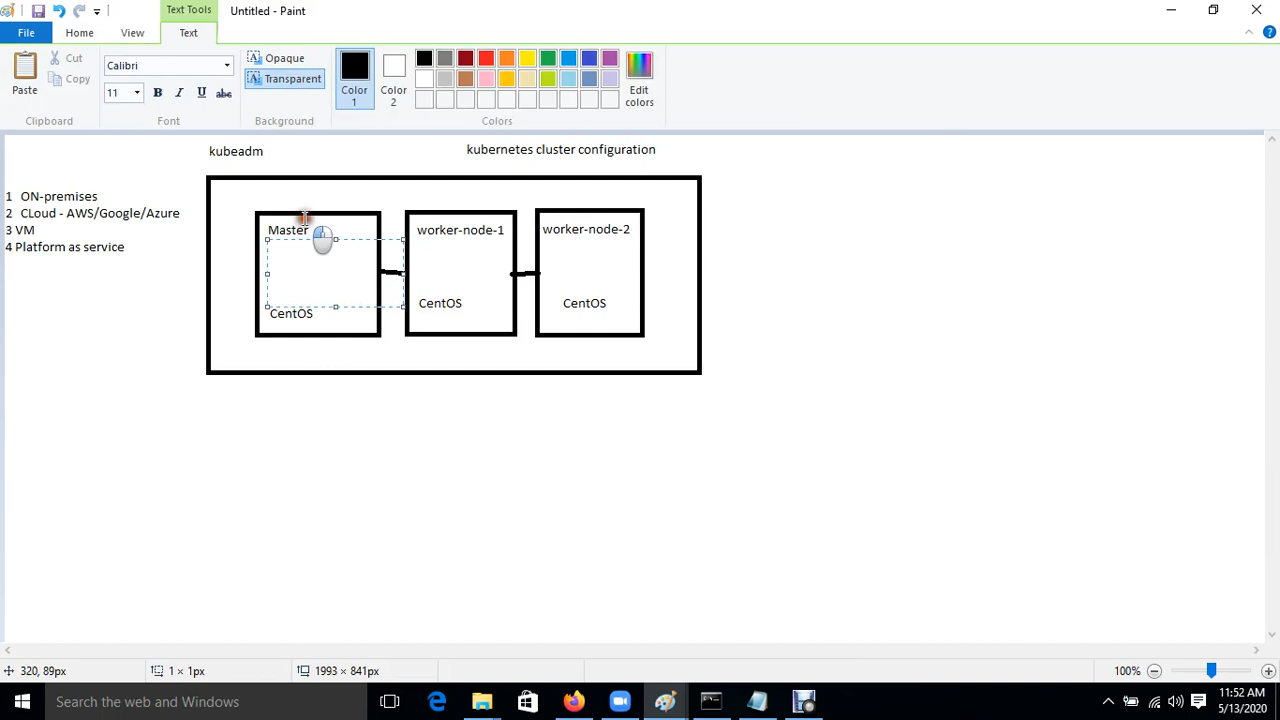 Text Tools
Untitled - Paint
File
Home
View
Text
Paste
Cut
Copy
Calibri
11
B
I
U
abc
Opaque
Transparent
Color
1
Color
2
Edit
colors
Clipboard
Font
Background
Colors
kubeadm
kubernetes cluster configuration
1 ON-premises
2 CLoud - AWS/Google/Azure
3 VM
4 Platform as service
Master
worker-node-1
worker-node-2
CentOS
CentOS
CentOS
320, 89px
1 × 1px
1993 × 841px
100%
Search the web and Windows
11:52 AM
5/13/2020